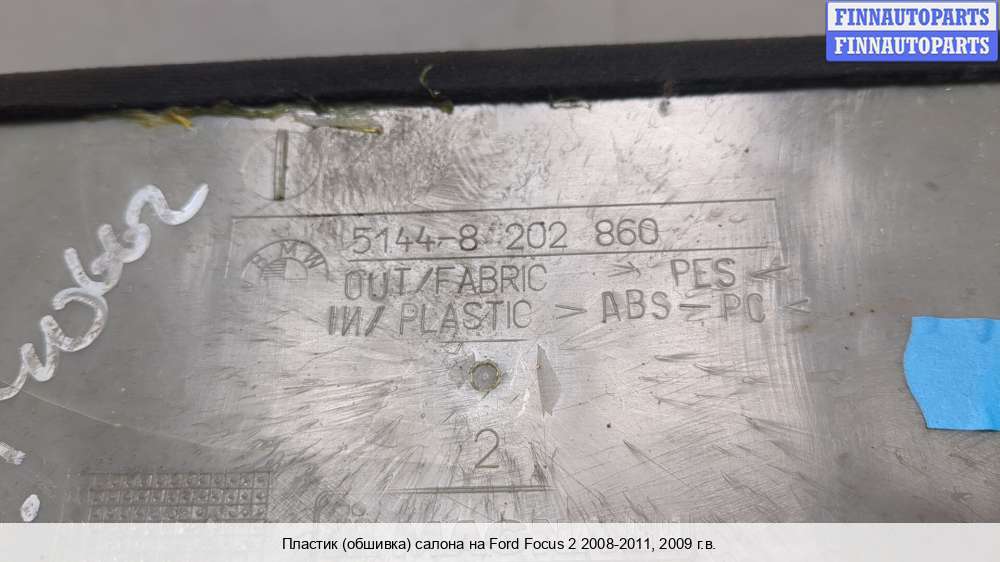 FINNAUTOPARTS
FINNAUTOPARTS
5144-8 202 860
BMW
OUT/FABRIC > PES <
IN/ PLASTIC > ABS-PC <
2
Пластик (обшивка) салона на Ford Focus 2 2008-2011, 2009 г.в.